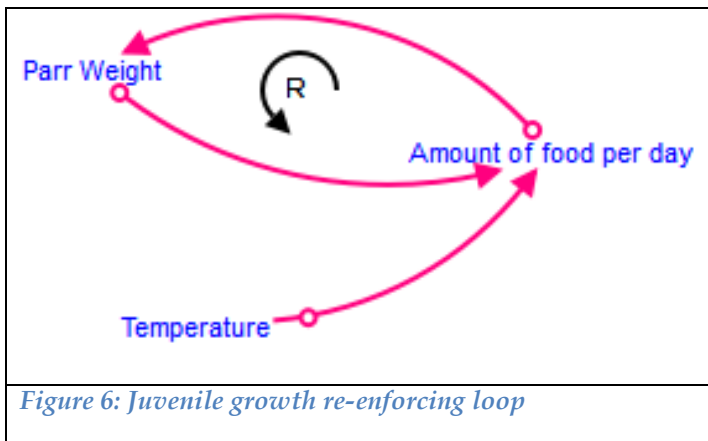 Parr Weight
R
Amount of food per day
Temperature
Figure 6: Juvenile growth re-enforcing loop